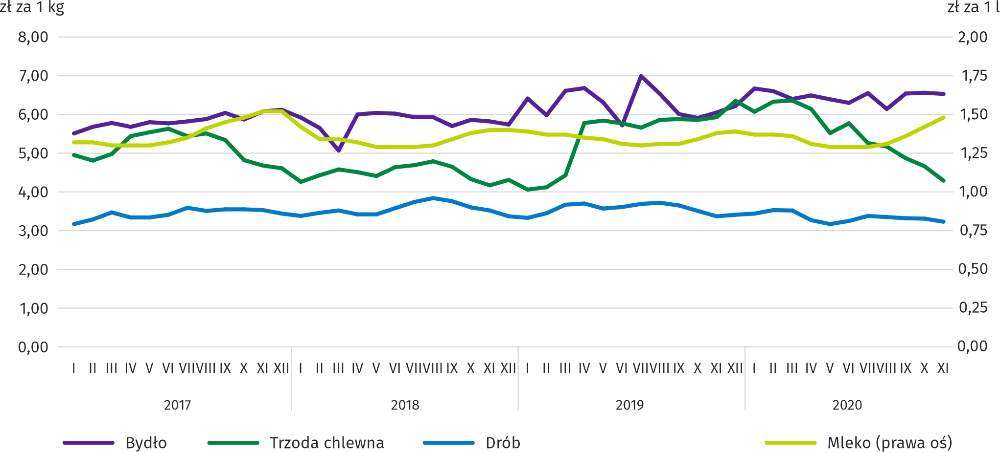 zł za 1 kg zł za 1 l
8,00 2,00
7,00 1,75
6,00 1,50
5,00 1,25
4,00 1,00
3,00 0,75
2,00 0,50
1,00 0,25
0,00 0,00
I II III IV V VI VII VIII IX X XI XII I II III IV V VI VII VIII IX X XI XII I II III IV V VI VII VIII IX X XI XII I II III IV V VI VII VIII IX X XI
2017 2018 2019 2020
Bydło Trzoda chlewna Drób Mleko (prawa oś)